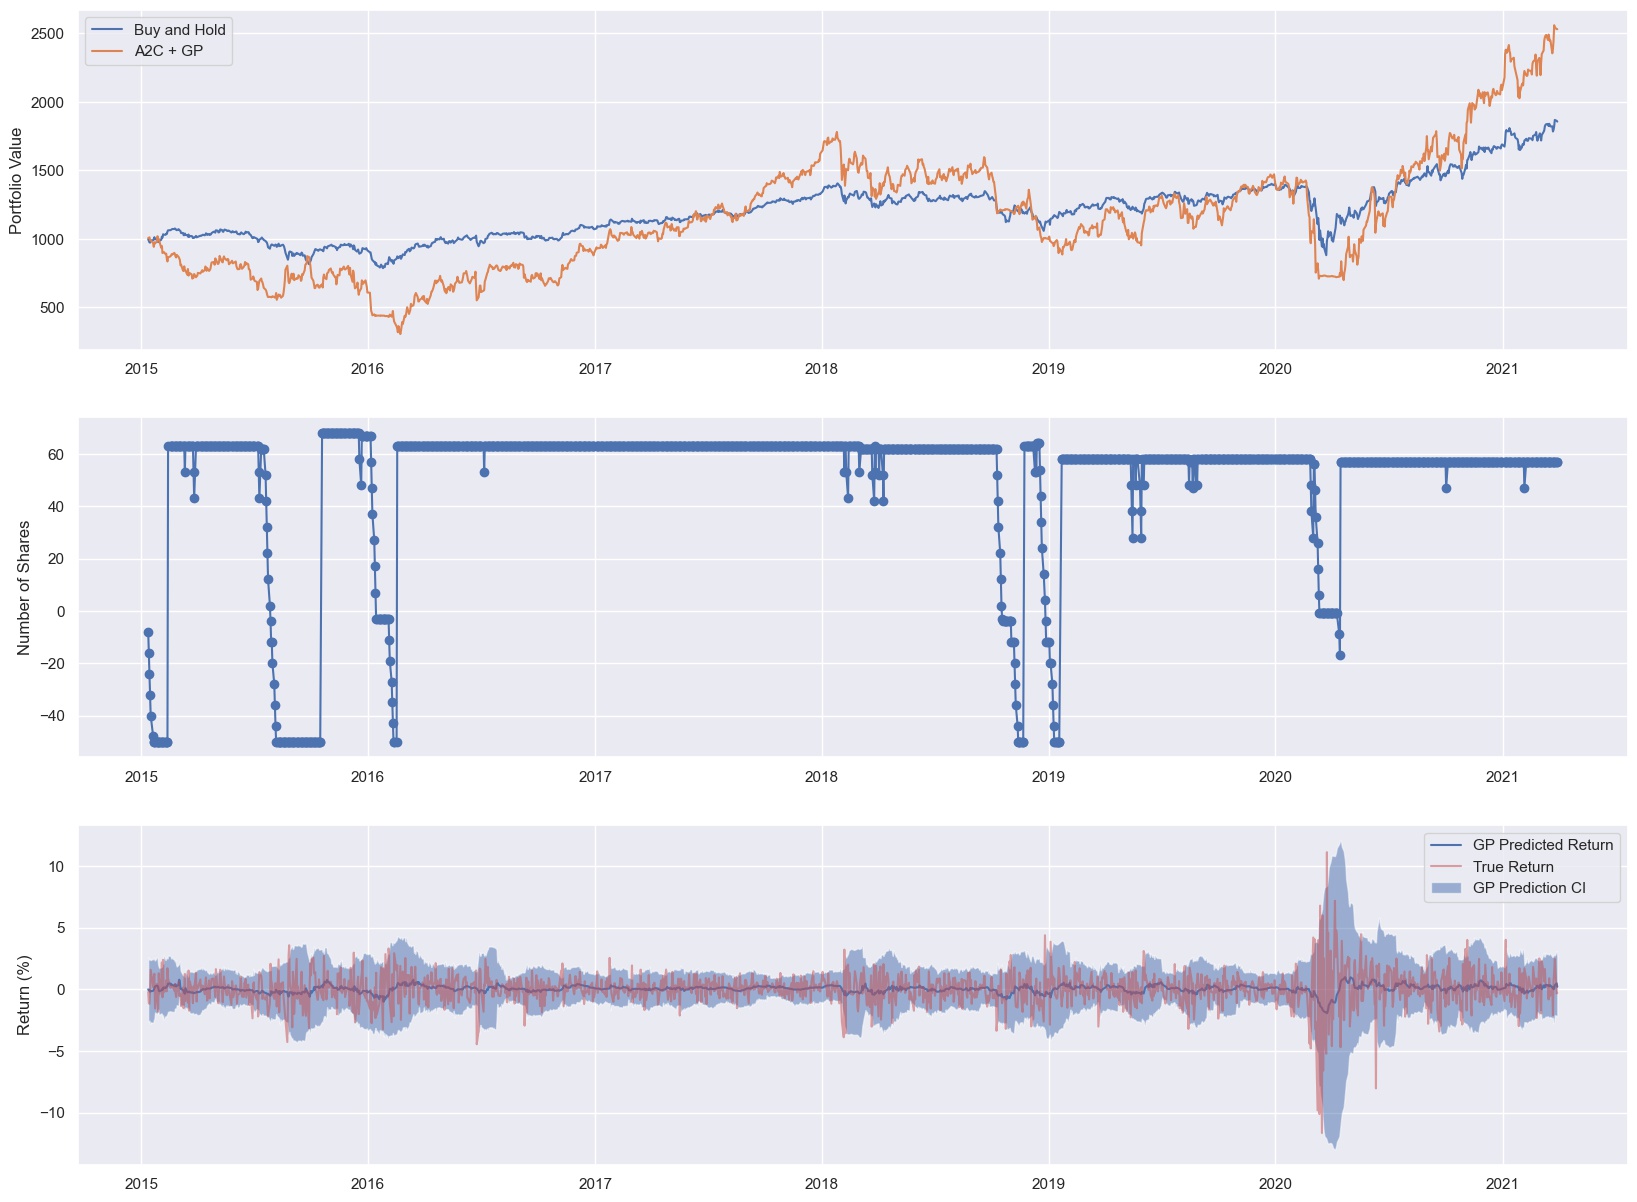 Buy and Hold
A2C + GP
Portfolio Value
2500
2000
1500
1000
500
2015 2016 2017 2018 2019 2020 2021
Number of Shares
60
40
20
0
−20
−40
2015 2016 2017 2018 2019 2020 2021
GP Predicted Return
True Return
GP Prediction CI
Return (%)
10
5
0
−5
−10
2015 2016 2017 2018 2019 2020 2021